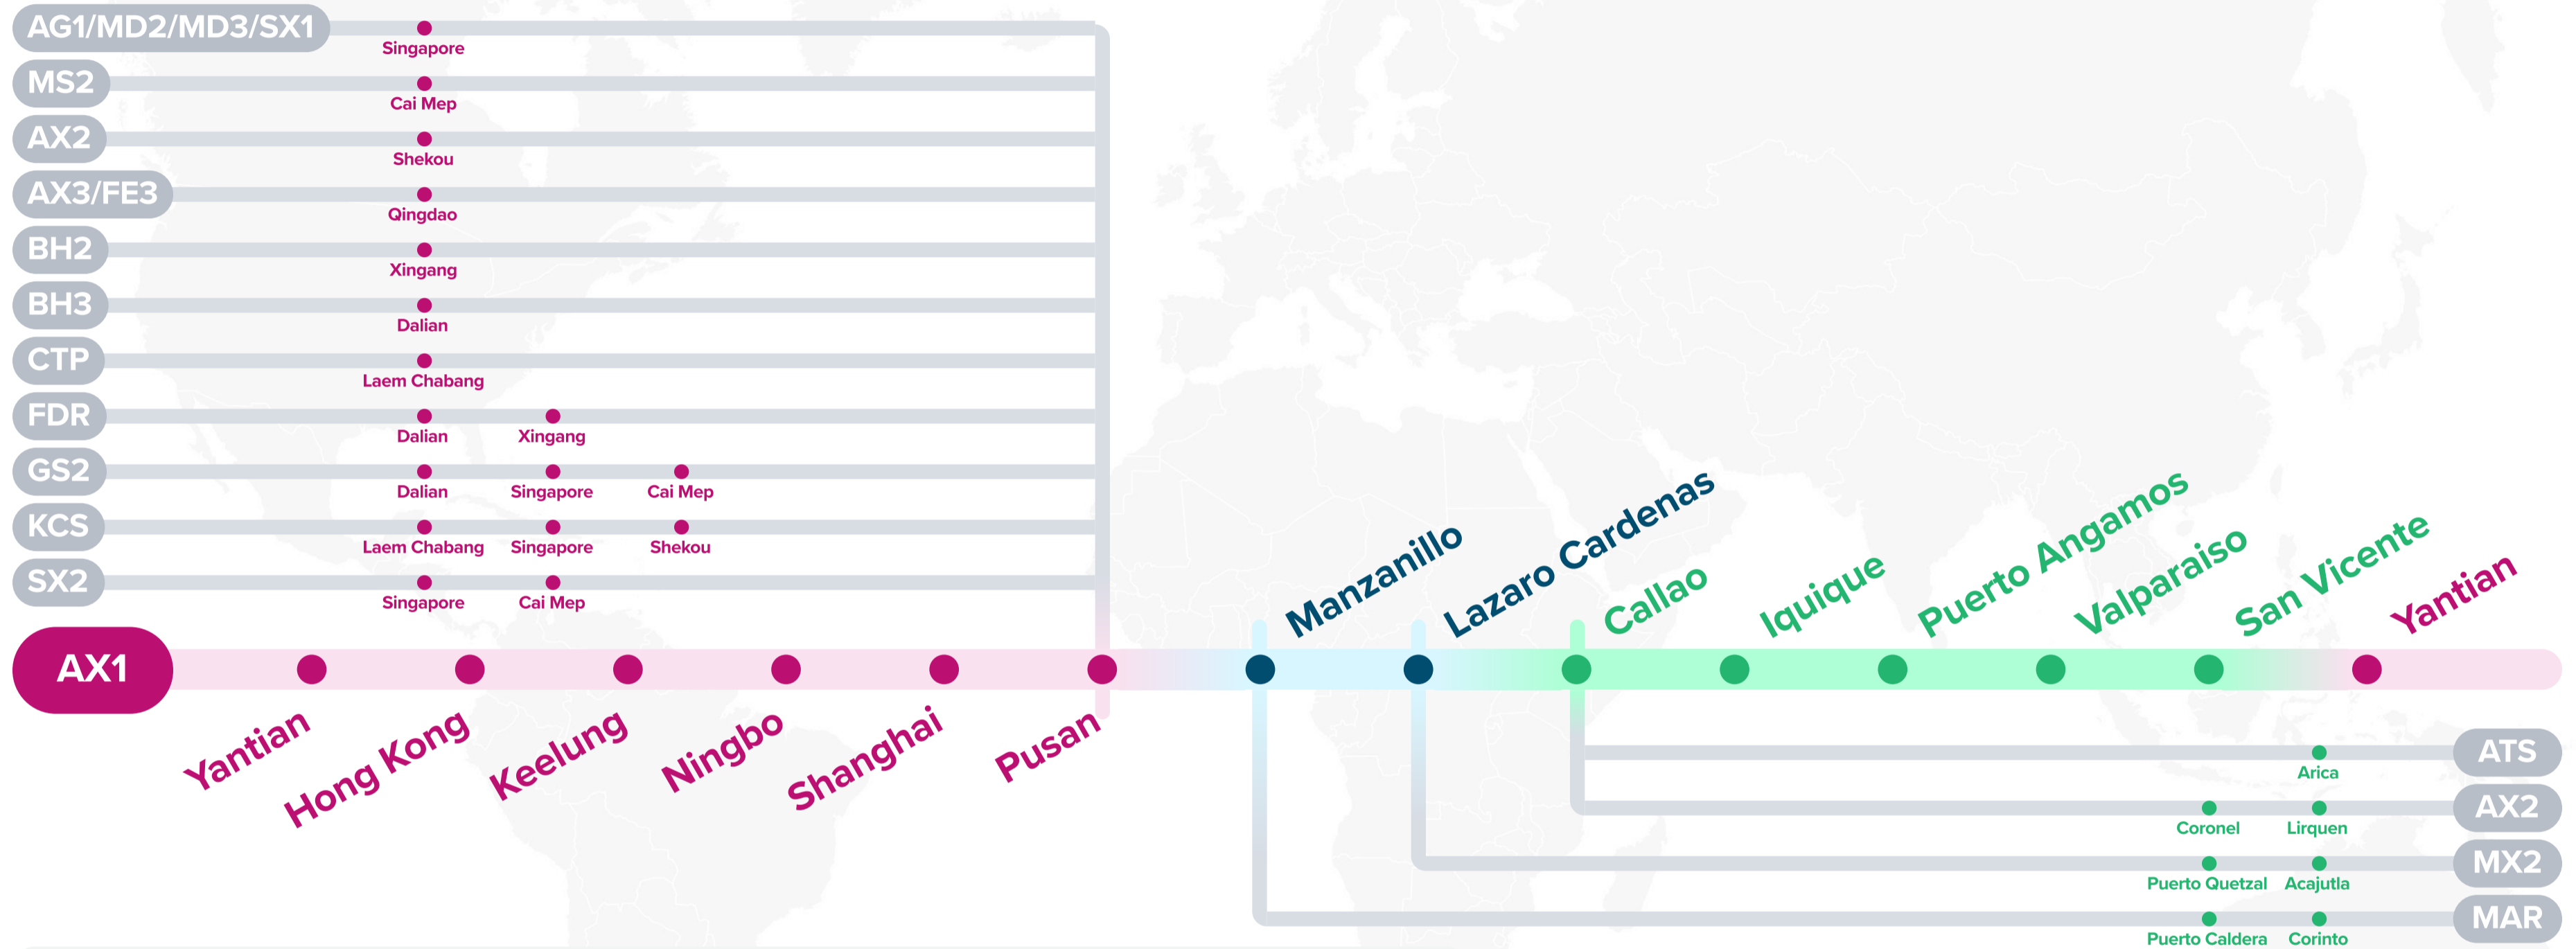 AG1/MD2/MD3/SX1
Singapore
MS2
Cai Mep
AX2
Shekou
AX3/FE3
Qingdao
BH2
Xingang
BH3
Dalian
CTP
Laem Chabang
FDR
Dalian Xingang
GS2
Dalian Singapore Cai Mep
KCS
Laem Chabang Singapore Shekou
SX2
Singapore Cai Mep
AX1
Yantian
Hong Kong
Keelung
Ningbo
Shanghai
Pusan
Manzanillo
Lazaro Cardenas
Callao
Iquique
Puerto Angamos
Valparaiso
San Vicente
Yantian
ATS
Arica
AX2
Coronel Lirquen
MX2
Puerto Quetzal Acajutla
MAR
Puerto Caldera Corinto